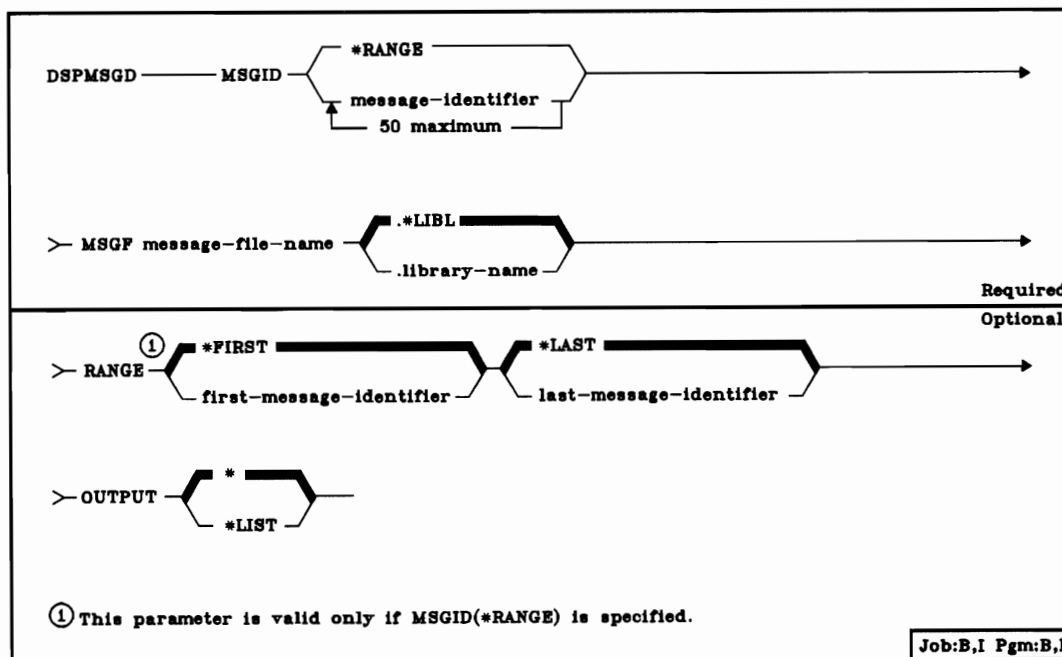 *RANGE
DSPMSGD MSGID
message-identifier
50 maximum
.*LIBL
>— MSGF message-file-name
.library-name
Required
Optional
① *FIRST *LAST
>— RANGE
first-message-identifier last-message-identifier
*
>— OUTPUT
*LIST
① This parameter is valid only if MSGID(*RANGE) is specified.
Job:B,I Pgm:B,I